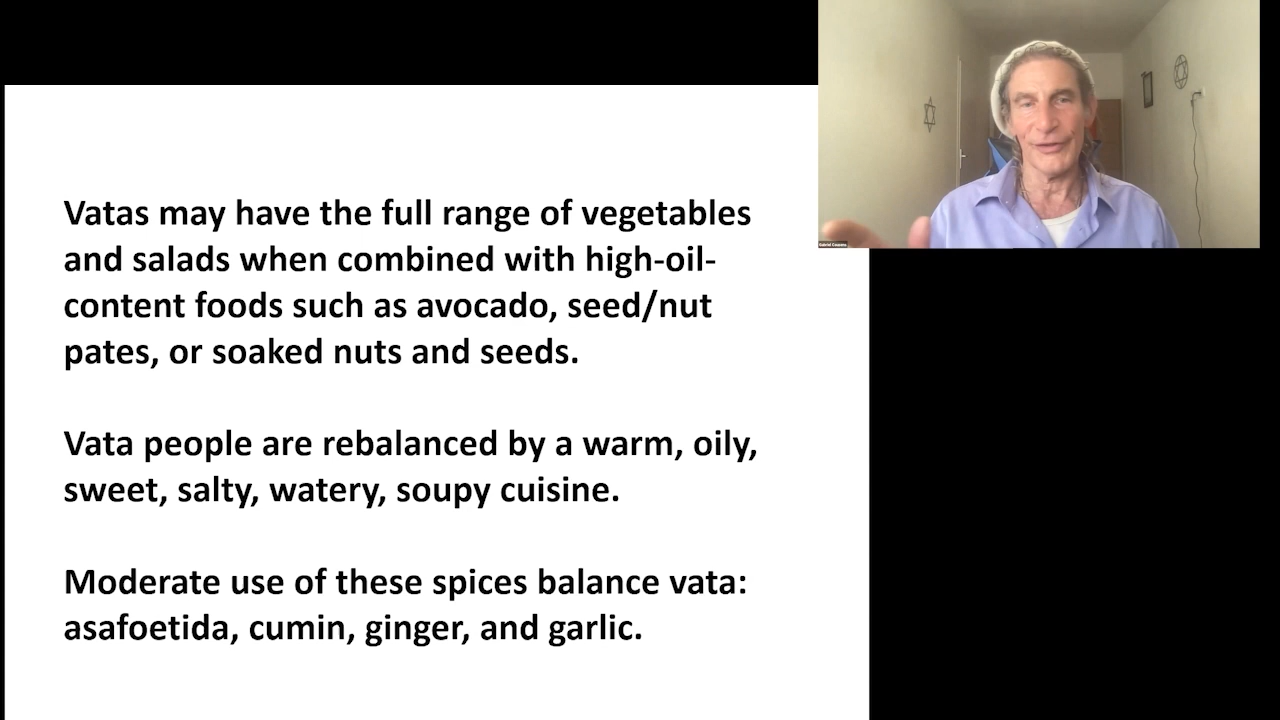 Vatas may have the full range of vegetables
and salads when combined with high-oil-
content foods such as avocado, seed/nut
pates, or soaked nuts and seeds.
Vata people are rebalanced by a warm, oily,
sweet, salty, watery, soupy cuisine.
Moderate use of these spices balance vata:
asafoetida, cumin, ginger, and garlic.
Gabriel Cousens